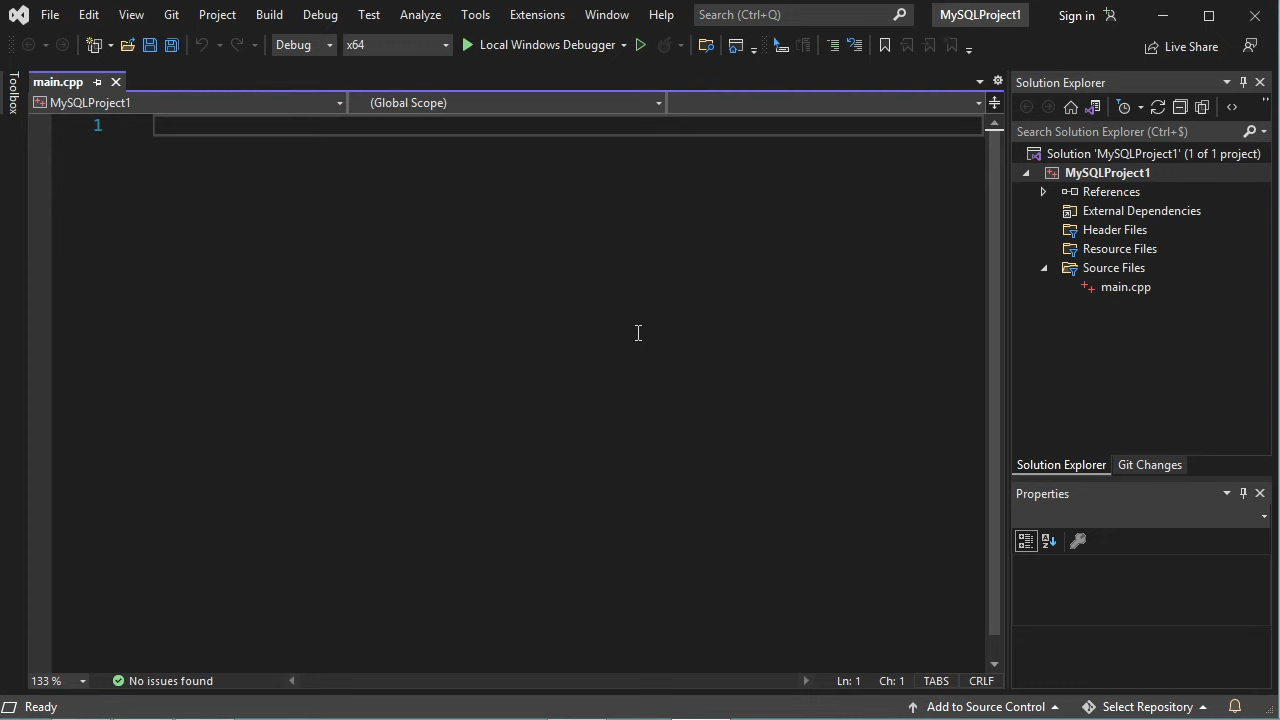 File Edit View Git Project Build Debug Test Analyze Tools Extensions Window Help Search (Ctrl+Q) MySQLProject1 Sign in
Debug x64 Local Windows Debugger Live Share
Toolbox
main.cpp
MySQLProject1 (Global Scope)
1
Solution Explorer
Search Solution Explorer (Ctrl+$)
Solution 'MySQLProject1' (1 of 1 project)
MySQLProject1
References
External Dependencies
Header Files
Resource Files
Source Files
main.cpp
Solution Explorer Git Changes
Properties
133 % No issues found Ln: 1 Ch: 1 TABS CRLF
Ready Add to Source Control Select Repository